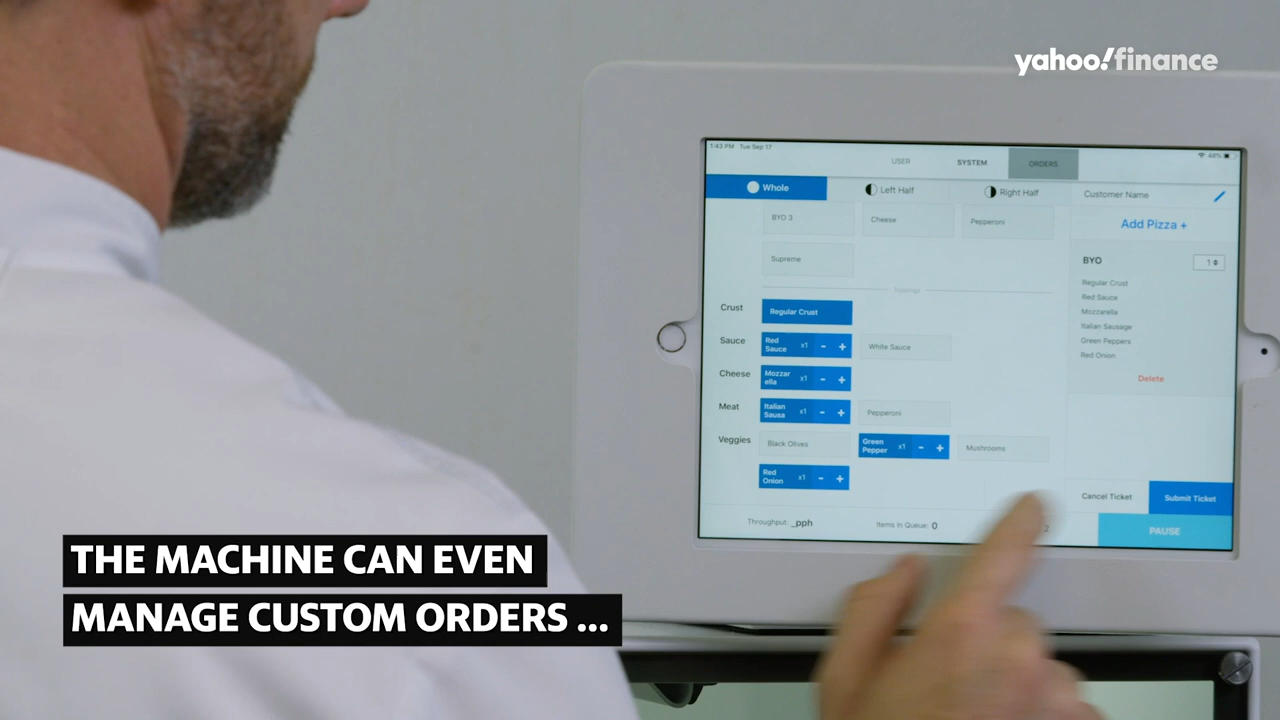 yahoo!finance
1:43 PM Tue Sep 17
48%
USER SYSTEM ORDERS
Whole Left Half Right Half Customer Name
BYO 3 Cheese Pepperoni
Add Pizza +
Supreme
BYO 1
Toppings
Regular Crust
Red Sauce
Mozzarella
Italian Sausage
Green Peppers
Red Onion
Delete
Crust Regular Crust
Sauce Red Sauce x1 - + White Sauce
Cheese Mozzar ella x1 - +
Meat Italian Sausa x1 - + Pepperoni
Veggies Black Olives Green Pepper x1 - + Mushrooms
Red Onion x1 - +
Cancel Ticket Submit Ticket
Throughput: _pph Items In Queue: 0 2
PAUSE
THE MACHINE CAN EVEN
MANAGE CUSTOM ORDERS ...